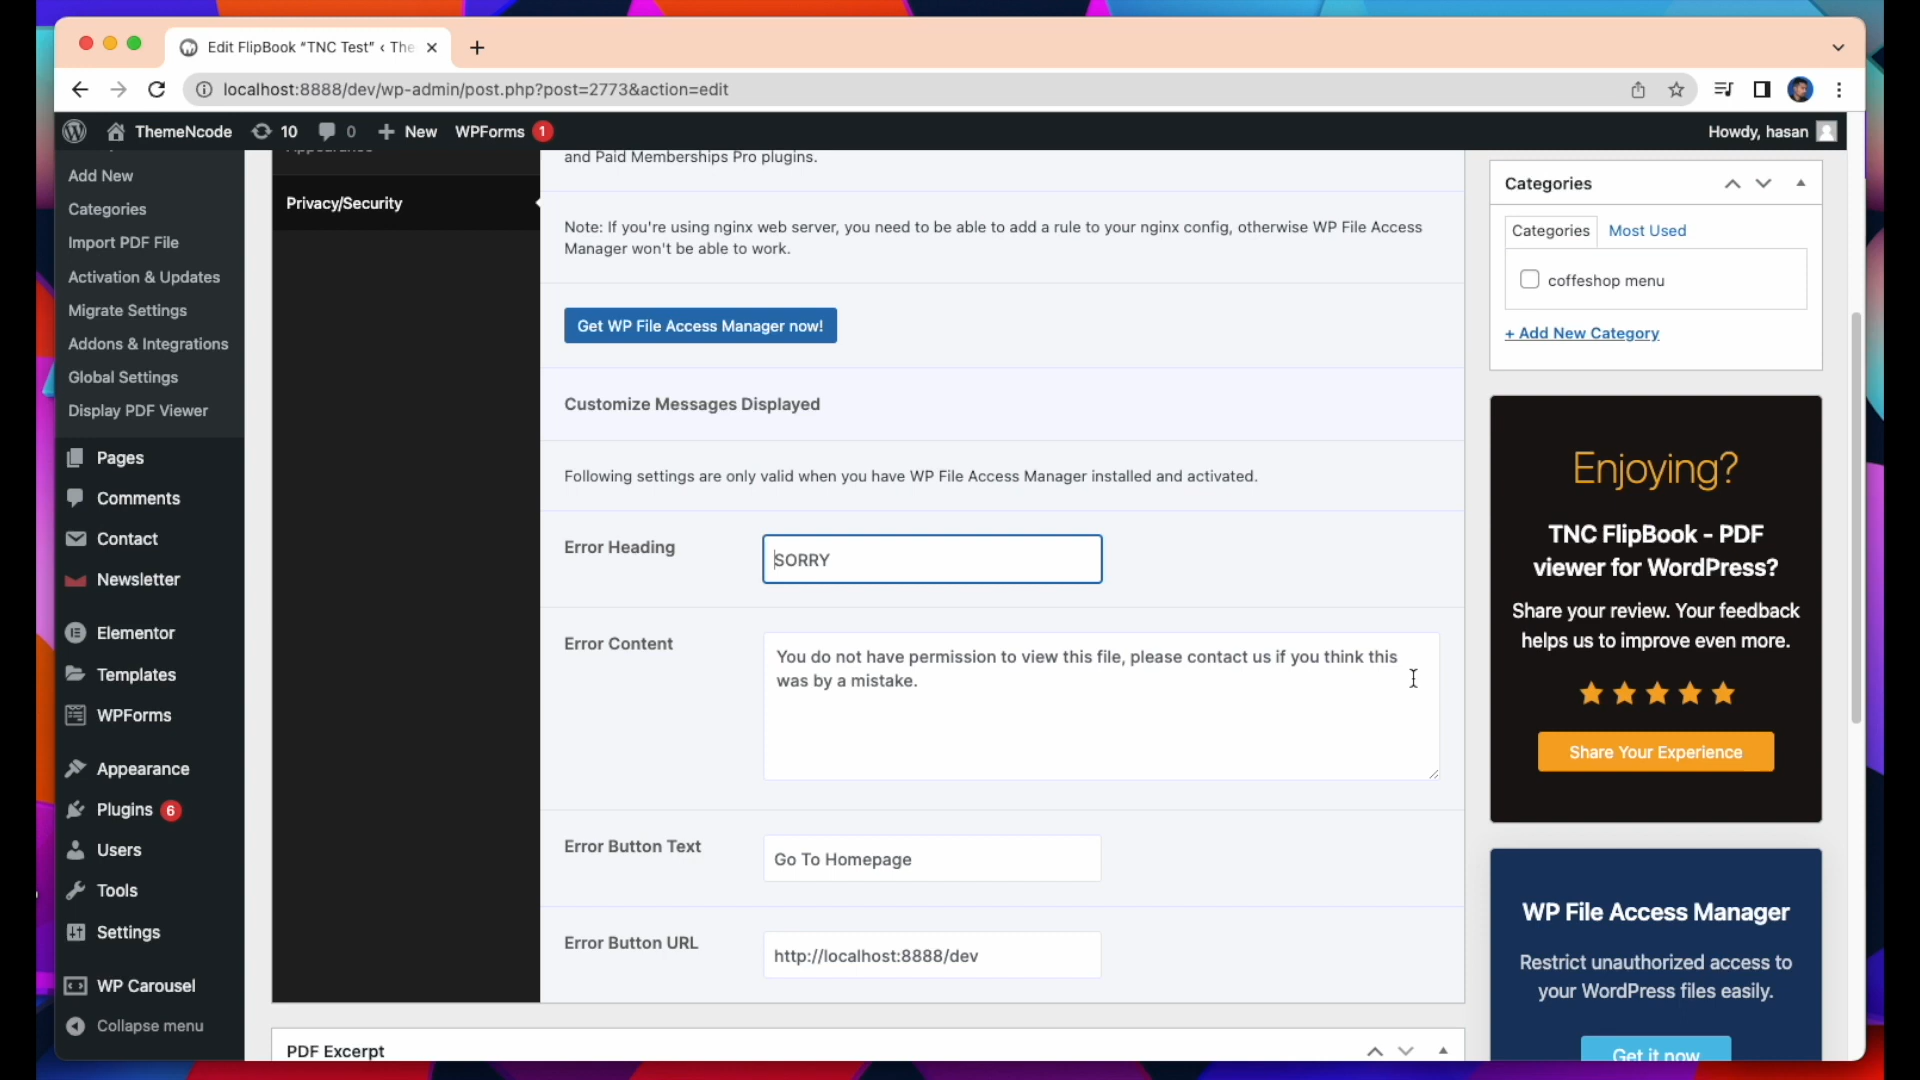 Edit FlipBook “TNC Test” ‹ The
localhost:8888/dev/wp-admin/post.php?post=2773&action=edit
ThemeNcode
10
0
New
WPForms
1
Howdy, hasan
Add New
Categories
Import PDF File
Activation & Updates
Migrate Settings
Addons & Integrations
Global Settings
Display PDF Viewer
Pages
Comments
Contact
Newsletter
Elementor
Templates
WPForms
Appearance
Plugins 6
Users
Tools
Settings
WP Carousel
Collapse menu
Appearance
Privacy/Security
and Paid Memberships Pro plugins.
Note: If you're using nginx web server, you need to be able to add a rule to your nginx config, otherwise WP File Access
Manager won't be able to work.
Get WP File Access Manager now!
Customize Messages Displayed
Following settings are only valid when you have WP File Access Manager installed and activated.
Error Heading
SORRY
Error Content
You do not have permission to view this file, please contact us if you think this
was by a mistake.
Error Button Text
Go To Homepage
Error Button URL
http://localhost:8888/dev
PDF Excerpt
Categories
Categories
Most Used
coffeshop menu
+ Add New Category
Enjoying?
TNC FlipBook - PDF
viewer for WordPress?
Share your review. Your feedback
helps us to improve even more.
Share Your Experience
WP File Access Manager
Restrict unauthorized access to
your WordPress files easily.
Get it now